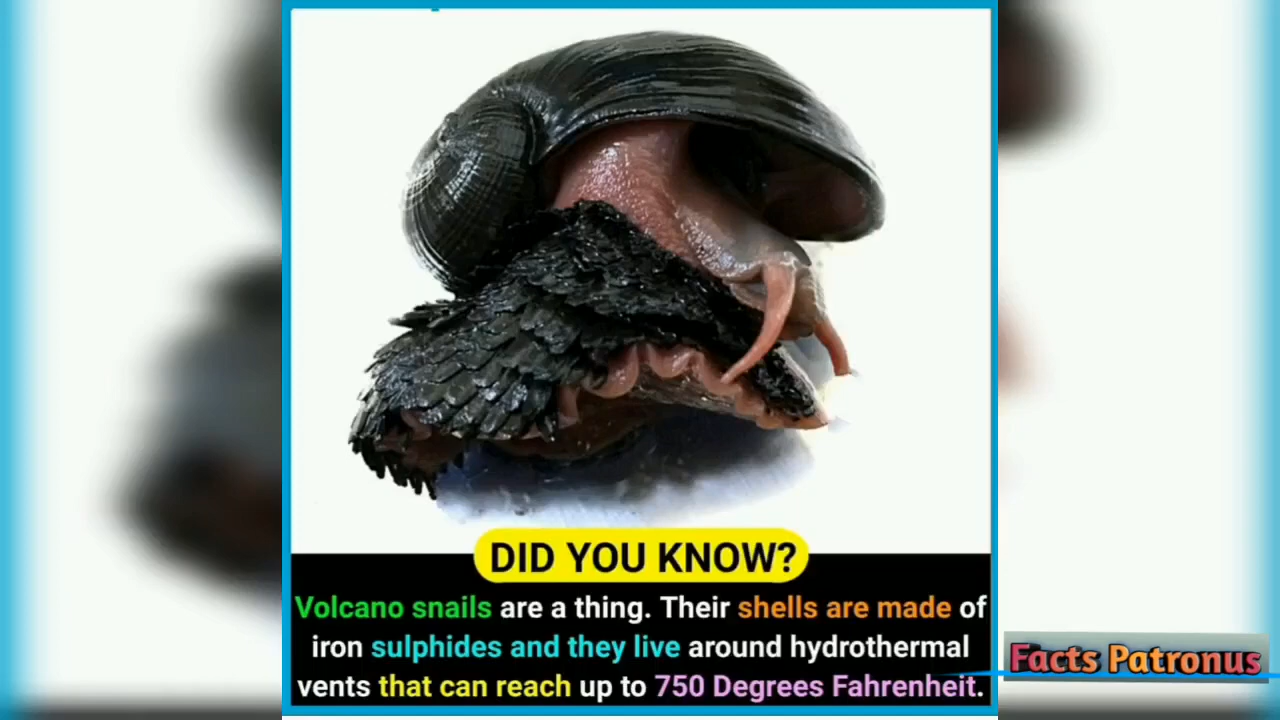 DID YOU KNOW?
Volcano snails are a thing. Their shells are made of
iron sulphides and they live around hydrothermal
vents that can reach up to 750 Degrees Fahrenheit.
Facts Patronus